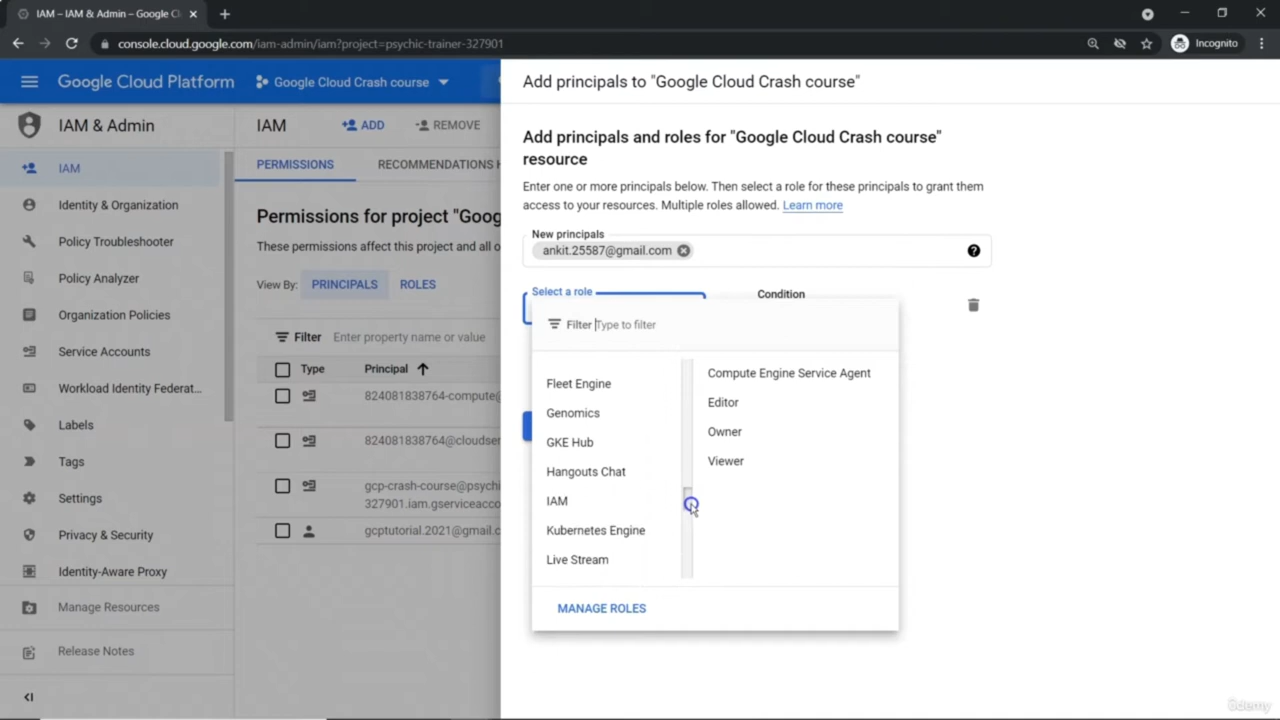 IAM – IAM & Admin – Google Cl
console.cloud.google.com/iam-admin/iam?project=psychic-trainer-327901
Incognito
Google Cloud Platform
Google Cloud Crash course
IAM & Admin
IAM
Identity & Organization
Policy Troubleshooter
Policy Analyzer
Organization Policies
Service Accounts
Workload Identity Federat...
Labels
Tags
Settings
Privacy & Security
Identity-Aware Proxy
Manage Resources
Release Notes
IAM
ADD
REMOVE
PERMISSIONS
RECOMMENDATIONS H
Permissions for project "Goog
These permissions affect this project and all o
View By:
PRINCIPALS
ROLES
Filter
Enter property name or value
Type
Principal
824081838764-compute@
824081838764@cloudser
gcp-crash-course@psychi
327901.iam.gserviceacco
gcptutorial.2021@gmail.c
Add principals to "Google Cloud Crash course"
Add principals and roles for "Google Cloud Crash course"
resource
Enter one or more principals below. Then select a role for these principals to grant them
access to your resources. Multiple roles allowed. Learn more
New principals
ankit.25587@gmail.com
Select a role
Condition
Filter Type to filter
Fleet Engine
Genomics
GKE Hub
Hangouts Chat
IAM
Kubernetes Engine
Live Stream
Compute Engine Service Agent
Editor
Owner
Viewer
MANAGE ROLES
ûdemy